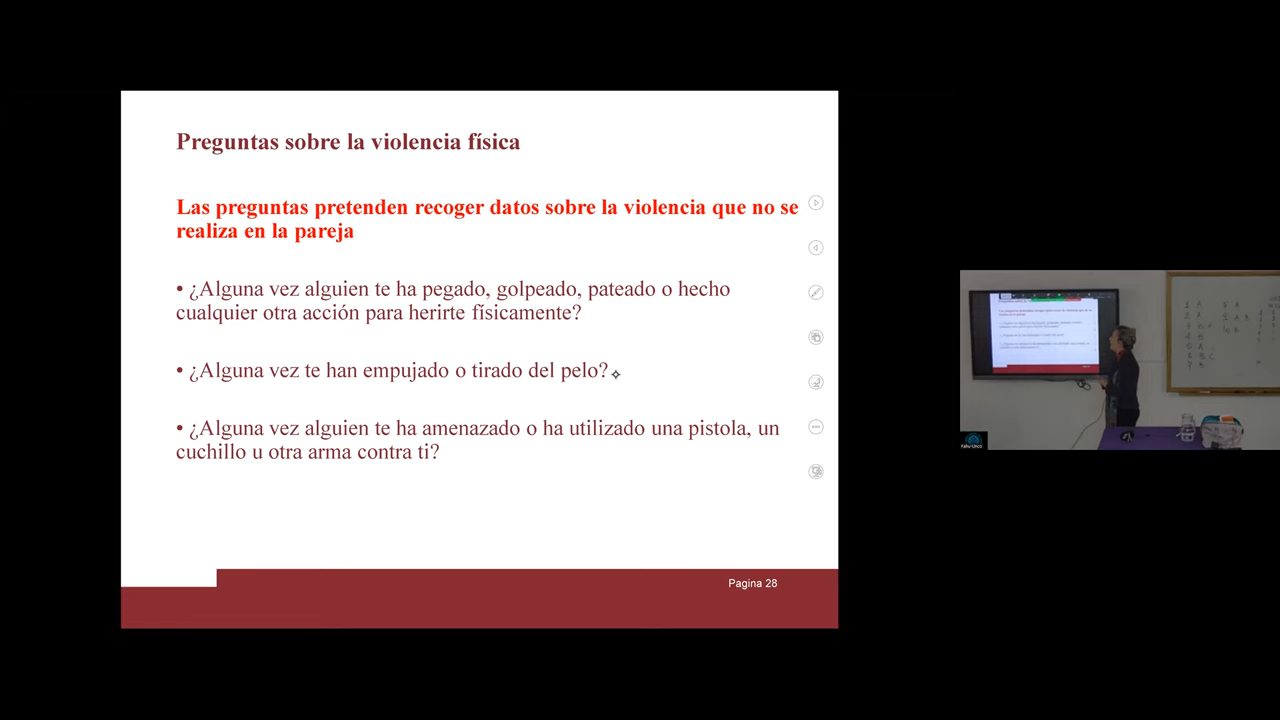 Preguntas sobre la violencia física
Las preguntas pretenden recoger datos sobre la violencia que no se
realiza en la pareja
• ¿Alguna vez alguien te ha pegado, golpeado, pateado o hecho
cualquier otra acción para herirte físicamente?
• ¿Alguna vez te han empujado o tirado del pelo?
• ¿Alguna vez alguien te ha amenazado o ha utilizado una pistola, un
cuchillo u otra arma contra ti?
Pagina 28
Fahu-Unco